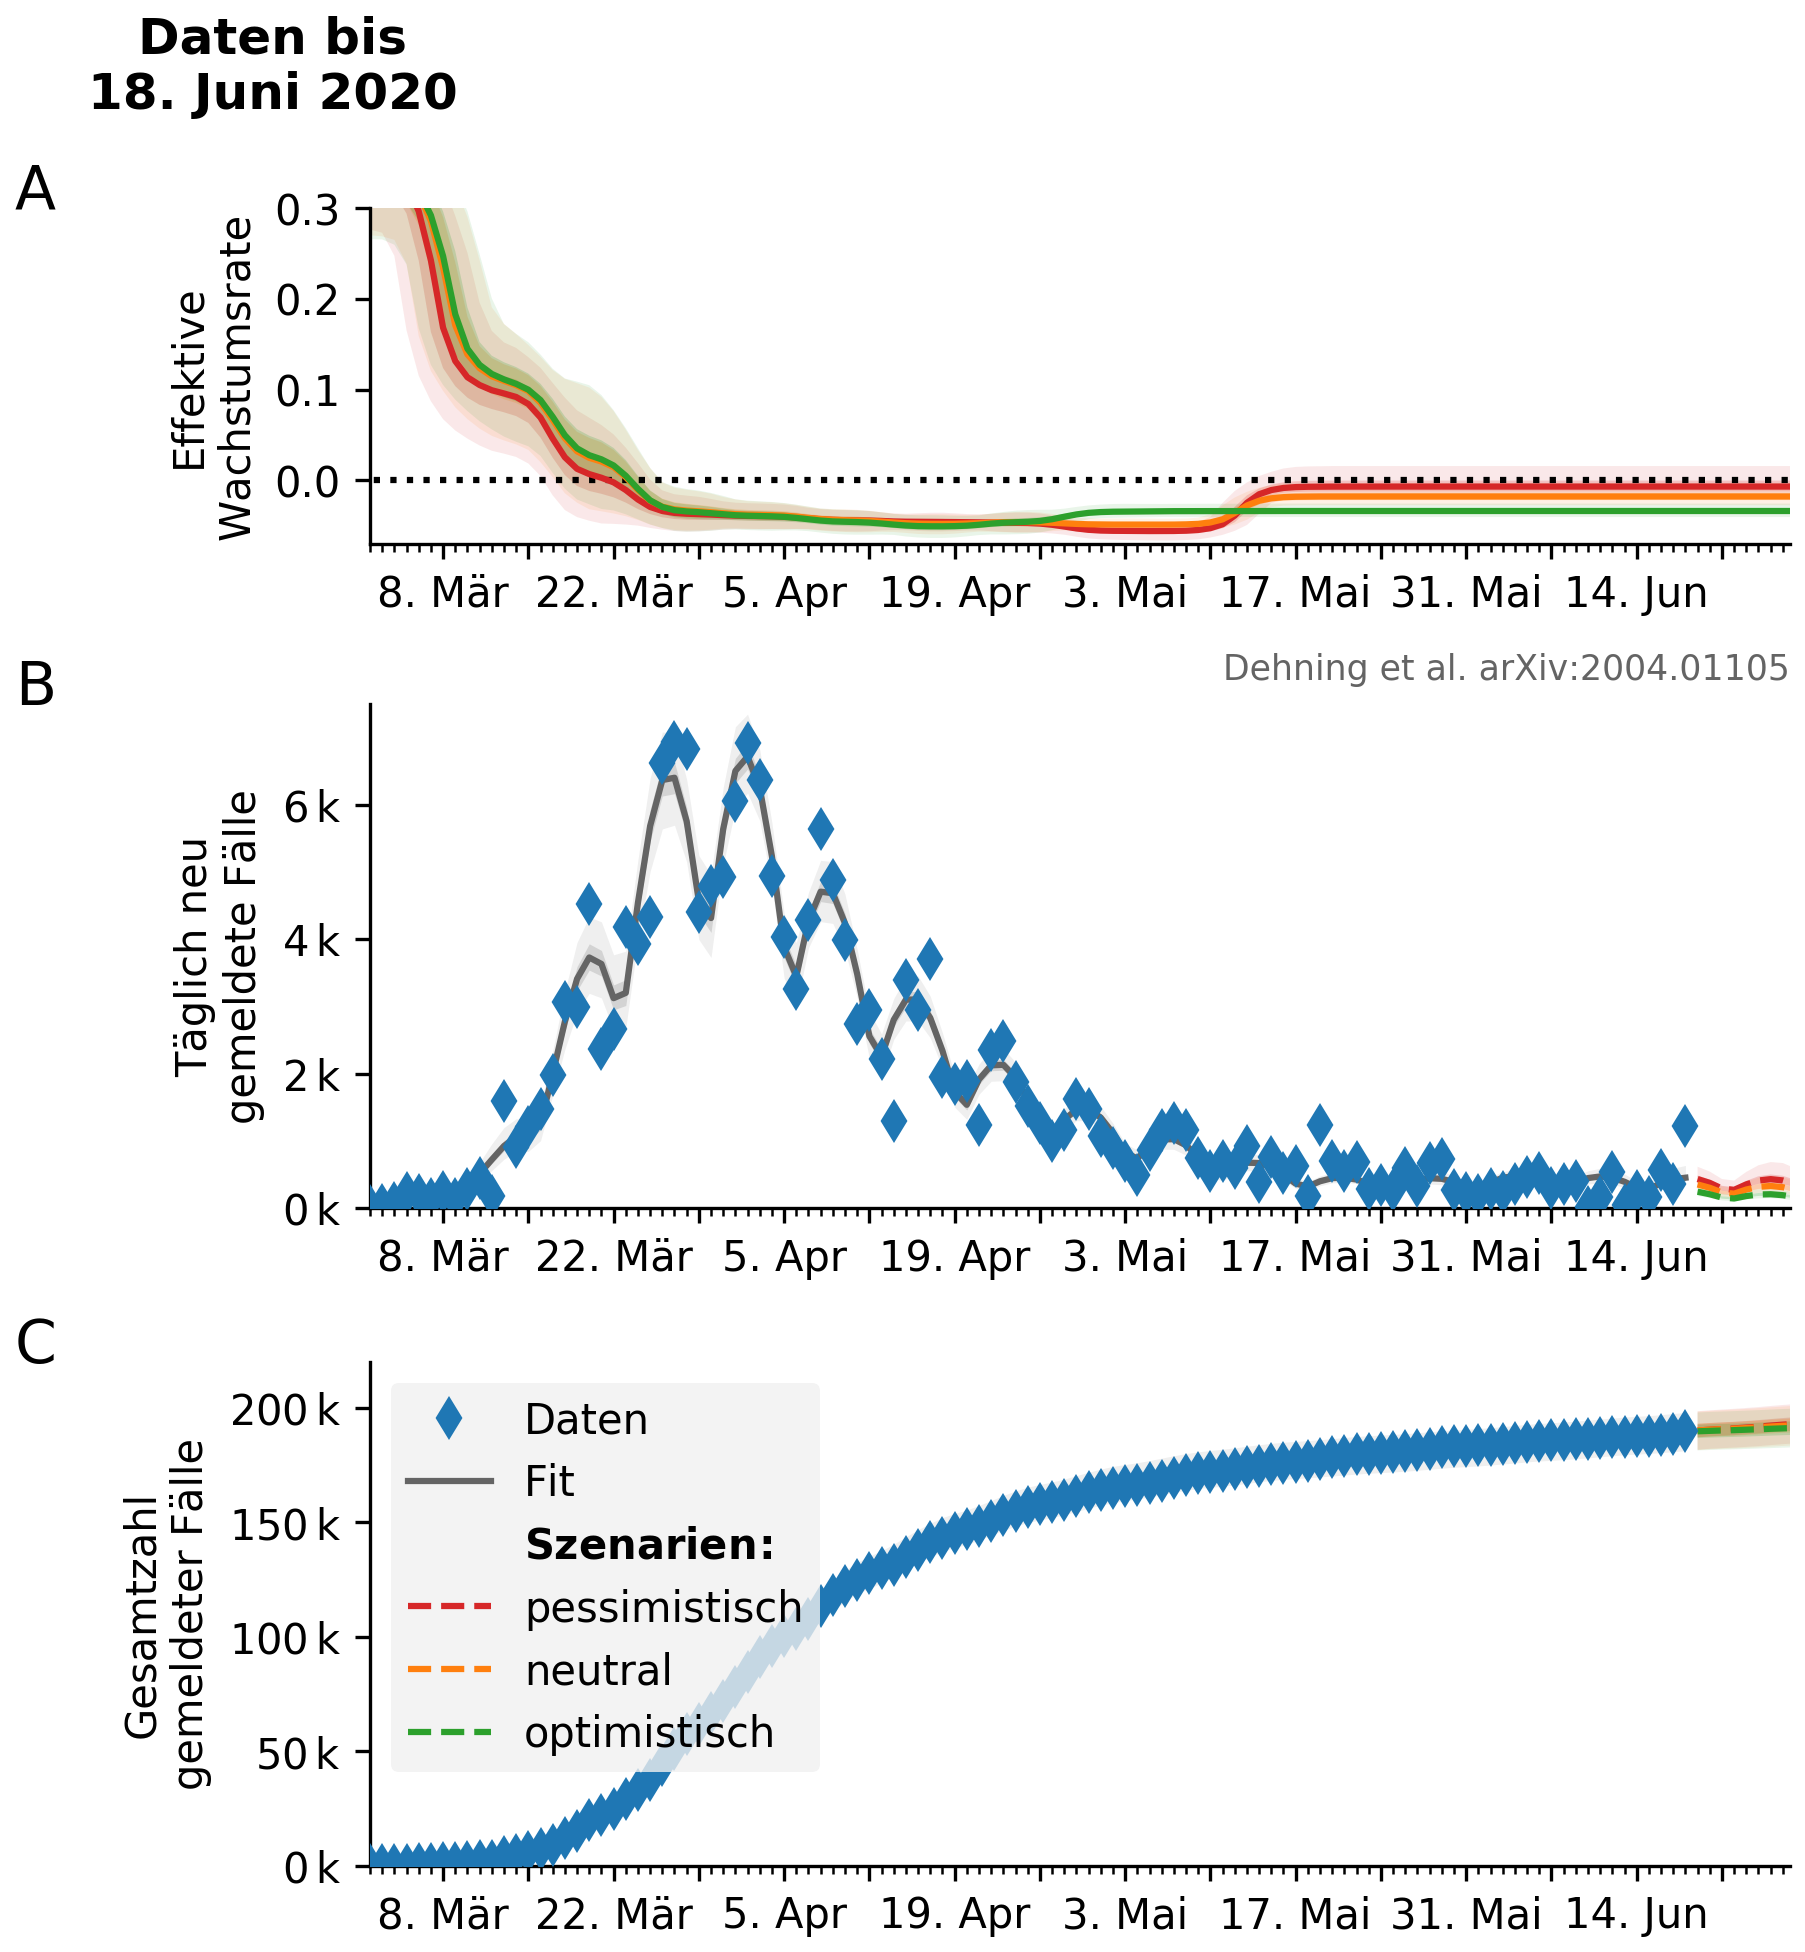 Daten bis
18. Juni 2020
A
Effektive
Wachstumsrate
0.3
0.2
0.1
0.0
8. Mär 22. Mär 5. Apr 19. Apr 3. Mai 17. Mai 31. Mai 14. Jun
B
Dehning et al. arXiv:2004.01105
Täglich neu
gemeldete Fälle
6 k
4 k
2 k
0 k
8. Mär 22. Mär 5. Apr 19. Apr 3. Mai 17. Mai 31. Mai 14. Jun
C
Gesamtzahl
gemeldeter Fälle
200 k
150 k
100 k
50 k
0 k
Daten
Fit
Szenarien:
pessimistisch
neutral
optimistisch
8. Mär 22. Mär 5. Apr 19. Apr 3. Mai 17. Mai 31. Mai 14. Jun